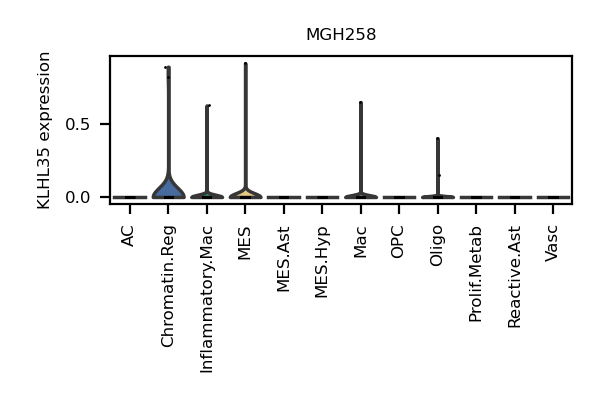 MGH258
KLHL35 expression
0.5
0.0
AC
Chromatin.Reg
Inflammatory.Mac
MES
MES.Ast
MES.Hyp
Mac
OPC
Oligo
Prolif.Metab
Reactive.Ast
Vasc